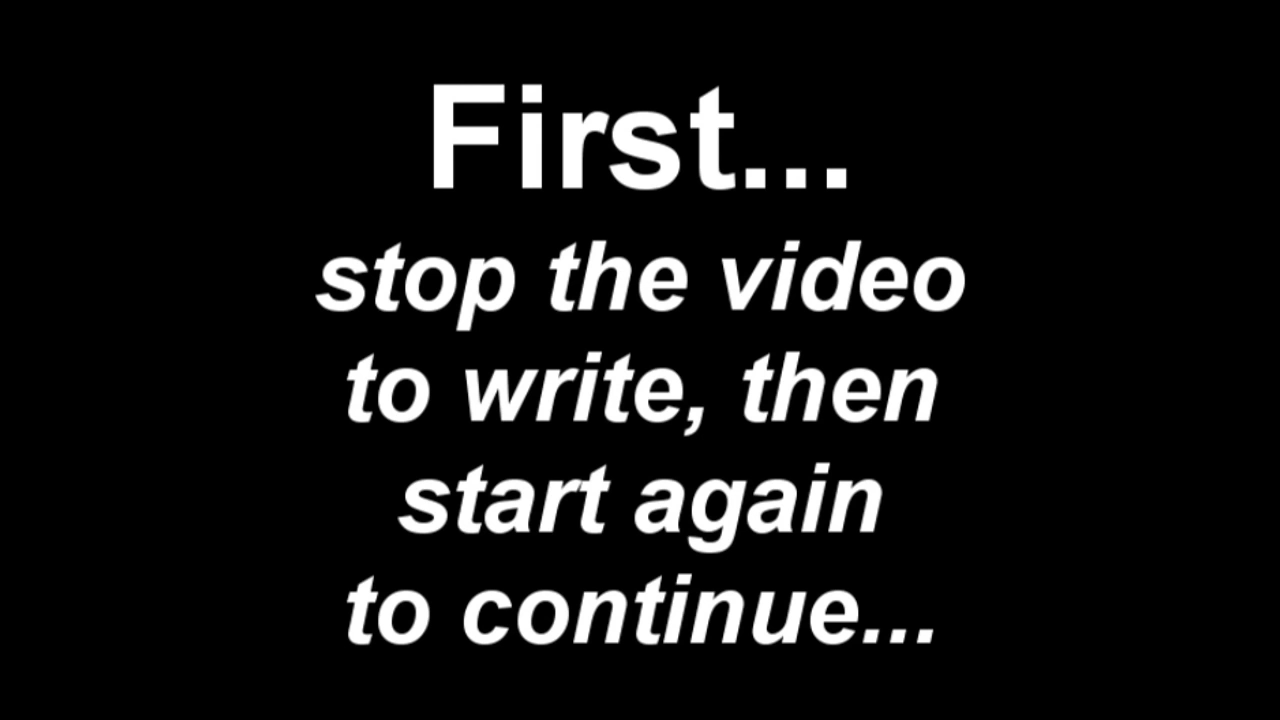 First...
stop the video
to write, then
start again
to continue...